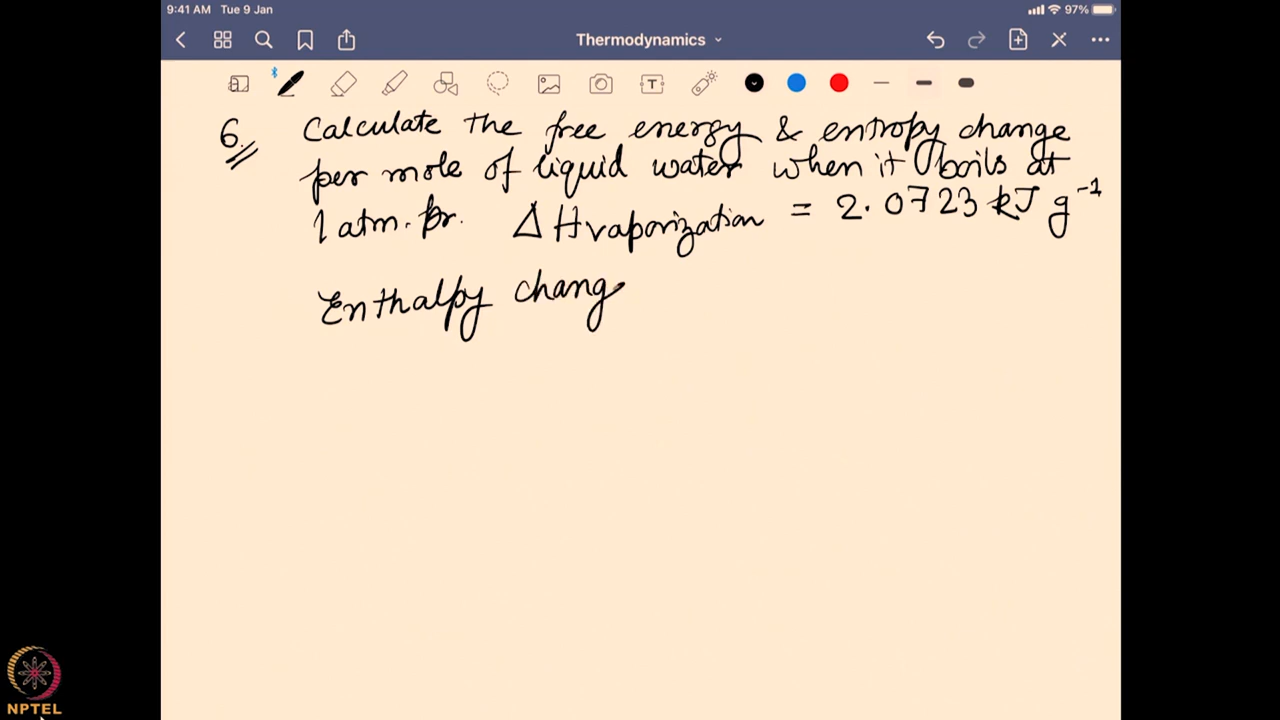 9:41 AM Tue 9 Jan
97%
Thermodynamics
T
6. Calculate the free energy & entropy change
per mole of liquid water when it boils at
1 atm. pr. ΔHvaporization = 2.0723 kJ g⁻¹
Enthalpy chang
NPTEL